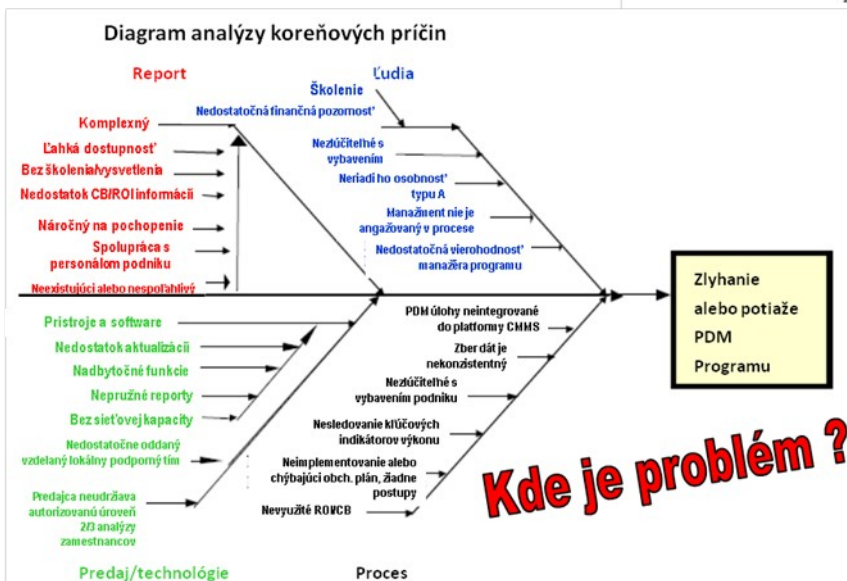 Diagram analýzy koreňových príčin
Report
Komplexný
Ľahká dostupnosť
Bez školenia/vysvetlenia
Nedostatok CB/ROI informácii
Náročný na pochopenie
Spolupráca s
personálom podniku
Neexistujúci alebo nespoľahlivý
Ľudia
Školenie
Nedostatočná finančná pozornosť
Nezlúčiteľné s
vybavením
Neriadi ho osobnosť
typu A
Manažment nie je
angažovaný v procese
Nedostatočná vierohodnosť
manažéra programu
Zlyhanie
alebo potiaže
PDM
Programu
Pristroje a software
Nedostatok aktualizácii
Nadbytočné funkcie
Nepružné reporty
Bez sieťovej kapacity
Nedostatočne oddaný
vzdelaný lokálny podporný tím
Predajca neudržiava
autorizovanú úroveň
2/3 analýzy
zamestnancov
Predaj/technológie
PDM úlohy neintegrované
do platformy CMMS
Zber dát je
nekonzistentný
Nezlúčiteľné s
vybavením podniku
Nesledovanie kľúčových
indikátorov výkonu
Neimplementovanie alebo
chýbajúci obch. plán, žiadne
postupy
Nevyužité ROI/CB
Proces
Kde je problém ?